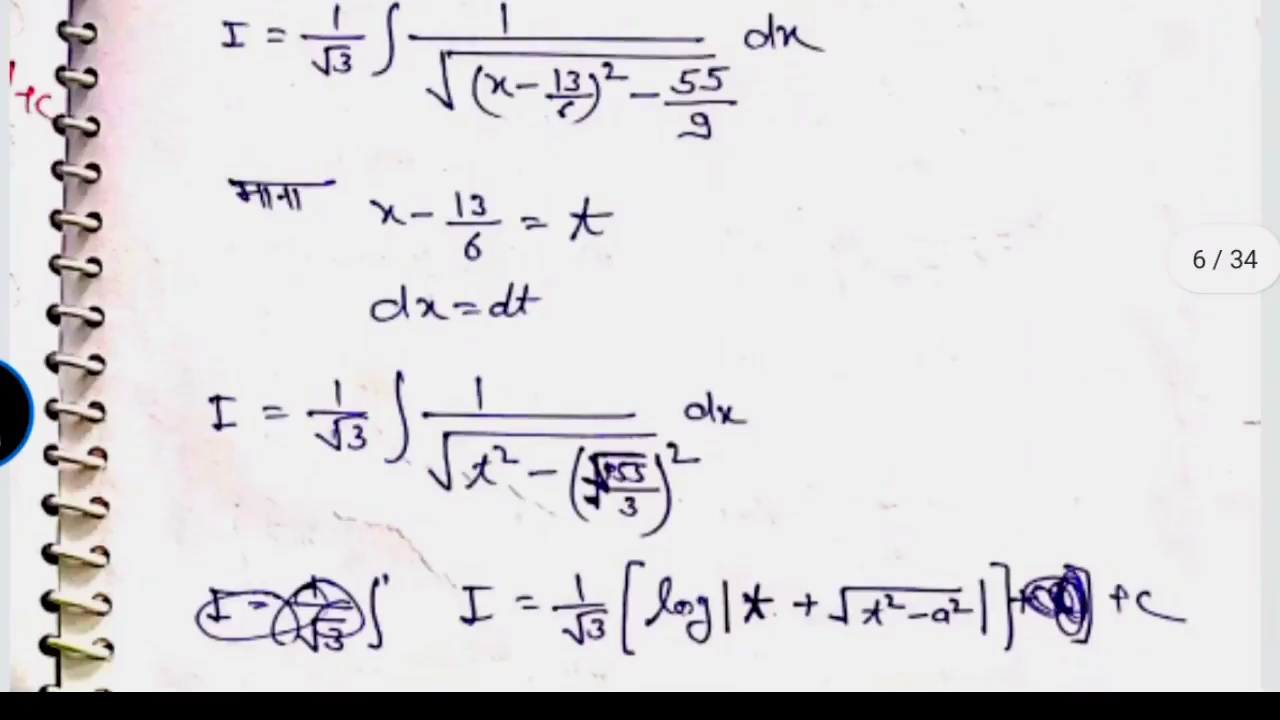 +c
I = 1/√3 ∫ 1/√((x - 13/6)² - 55/9) dx
माना x - 13/6 = t
6 / 34
dx = dt
I = 1/√3 ∫ 1/√(t² - (√55/3)²) dx
I = 1/√3 [log|t + √(t² - a²)|] + c